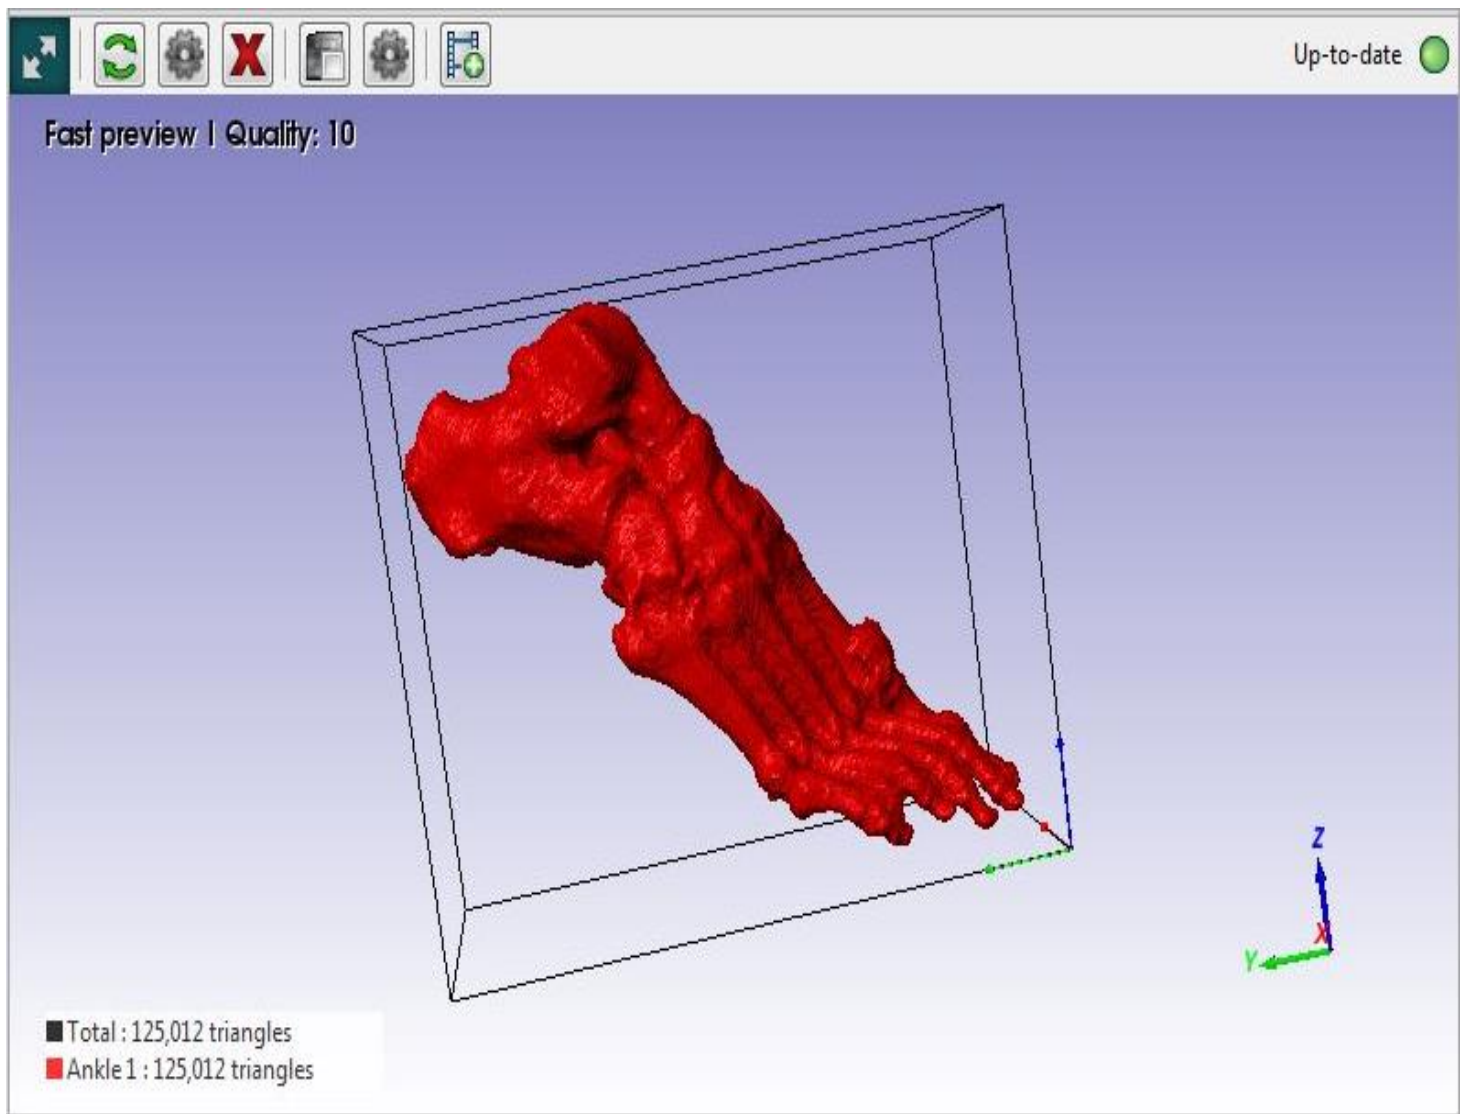 Up-to-date
Fast preview | Quality: 10
Z
X
Y
Total : 125,012 triangles
Ankle 1 : 125,012 triangles